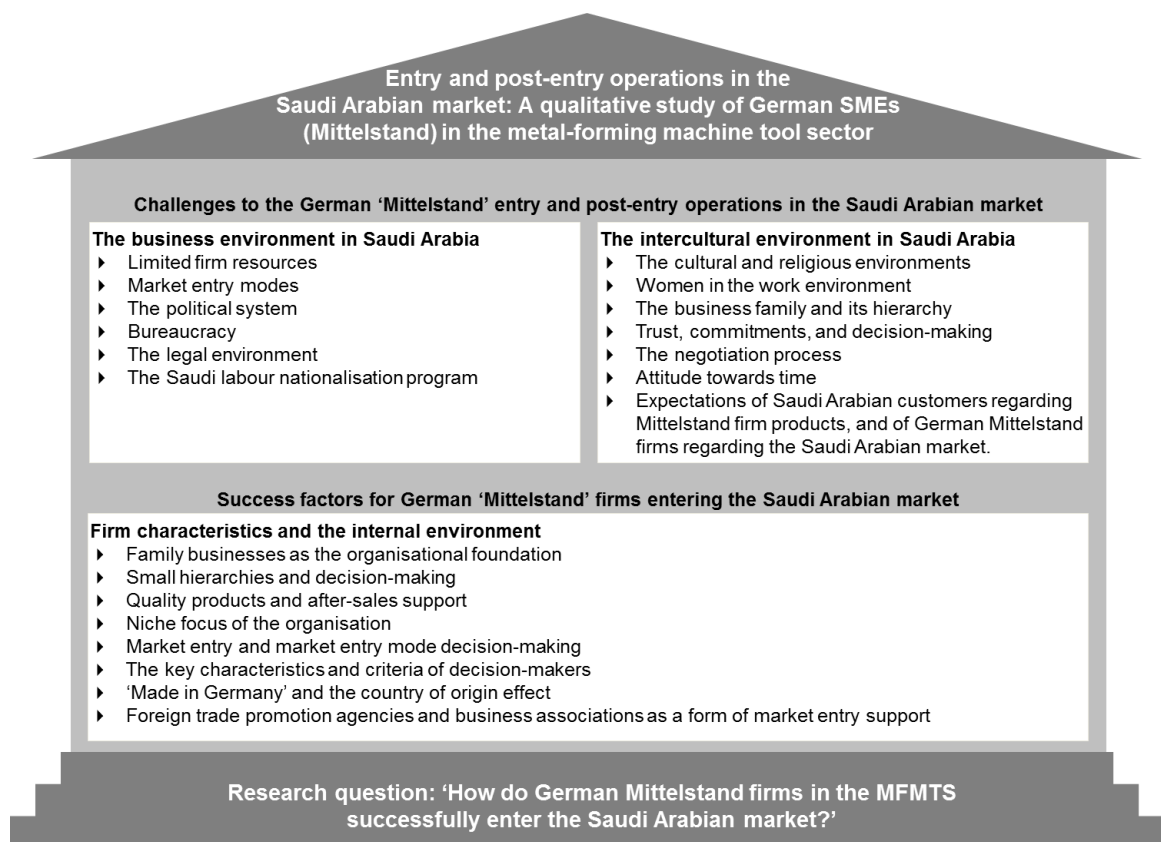 Entry and post-entry operations in the
Saudi Arabian market: A qualitative study of German SMEs
(Mittelstand) in the metal-forming machine tool sector
Challenges to the German ‘Mittelstand’ entry and post-entry operations in the Saudi Arabian market
The business environment in Saudi Arabia
Limited firm resources
Market entry modes
The political system
Bureaucracy
The legal environment
The Saudi labour nationalisation program
The intercultural environment in Saudi Arabia
The cultural and religious environments
Women in the work environment
The business family and its hierarchy
Trust, commitments, and decision-making
The negotiation process
Attitude towards time
Expectations of Saudi Arabian customers regarding
Mittelstand firm products, and of German Mittelstand
firms regarding the Saudi Arabian market.
Success factors for German ‘Mittelstand’ firms entering the Saudi Arabian market
Firm characteristics and the internal environment
Family businesses as the organisational foundation
Small hierarchies and decision-making
Quality products and after-sales support
Niche focus of the organisation
Market entry and market entry mode decision-making
The key characteristics and criteria of decision-makers
‘Made in Germany’ and the country of origin effect
Foreign trade promotion agencies and business associations as a form of market entry support
Research question: ‘How do German Mittelstand firms in the MFMTS
successfully enter the Saudi Arabian market?’